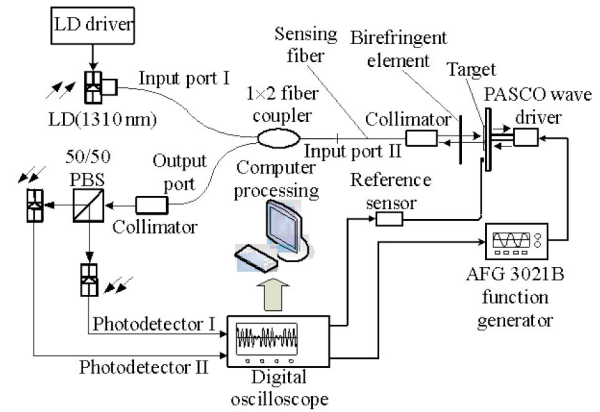 LD driver
LD(1310 nm)
Input port I
1×2 fiber
coupler
Sensing
fiber
Birefringent
element
Target
PASCO wave
driver
Collimator
Input port II
50/50
PBS
Output
port
Collimator
Computer
processing
Reference
sensor
AFG 3021B
function
generator
Photodetector I
Photodetector II
Digital
oscilloscope